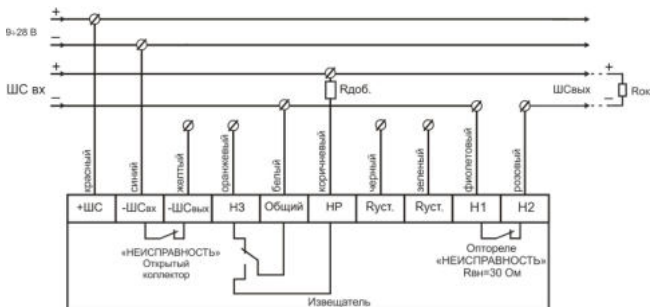 +
9÷28 В
−
+
ШС вх
−
Rдоб.
ШСвых
+
−
Rок
красный
синий
желтый
оранжевый
белый
коричневый
черный
зеленый
фиолетовый
розовый
+ШС
-ШСвх
-ШСвых
НЗ
Общий
НР
Rуст.
Rуст.
Н1
Н2
«НЕИСПРАВНОСТЬ»
Открытый
коллектор
Оптореле
«НЕИСПРАВНОСТЬ»
Rвн=30 Ом
Извещатель